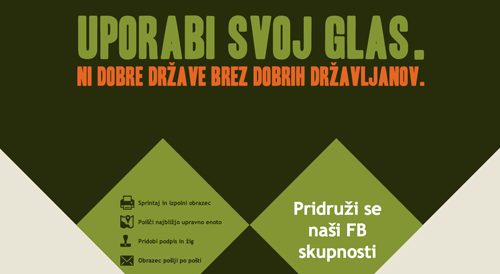 UPORABI SVOJ GLAS.
NI DOBRE DRŽAVE BREZ DOBRIH DRŽAVLJANOV.
Sprintaj in izpolni obrazec
Poišči najbližjo upravno enoto
Pridobi podpis in žig
Obrazec pošlji po pošti
Pridruži se
naši FB
skupnosti